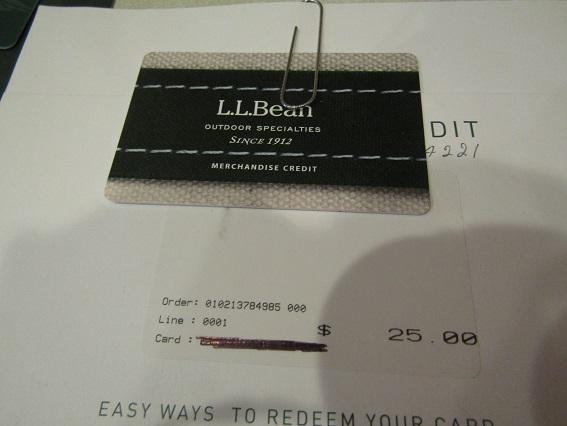 L.L.Bean
OUTDOOR SPECIALTIES
SINCE 1912
MERCHANDISE CREDIT
DIT
4221
Order: 010213784985 000
Line : 0001
Card :
$ 25.00
EASY WAYS TO REDEEM YOUR CARD